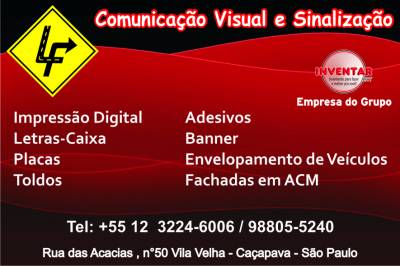 Comunicação Visual e Sinalização
LF
INVENTAR
Empresa do Grupo
Impressão Digital
Letras-Caixa
Placas
Toldos
Adesivos
Banner
Envelopamento de Veículos
Fachadas em ACM
Tel: +55 12 3224-6006 / 98805-5240
Rua das Acacias , n°50 Vila Velha - Caçapava - São Paulo